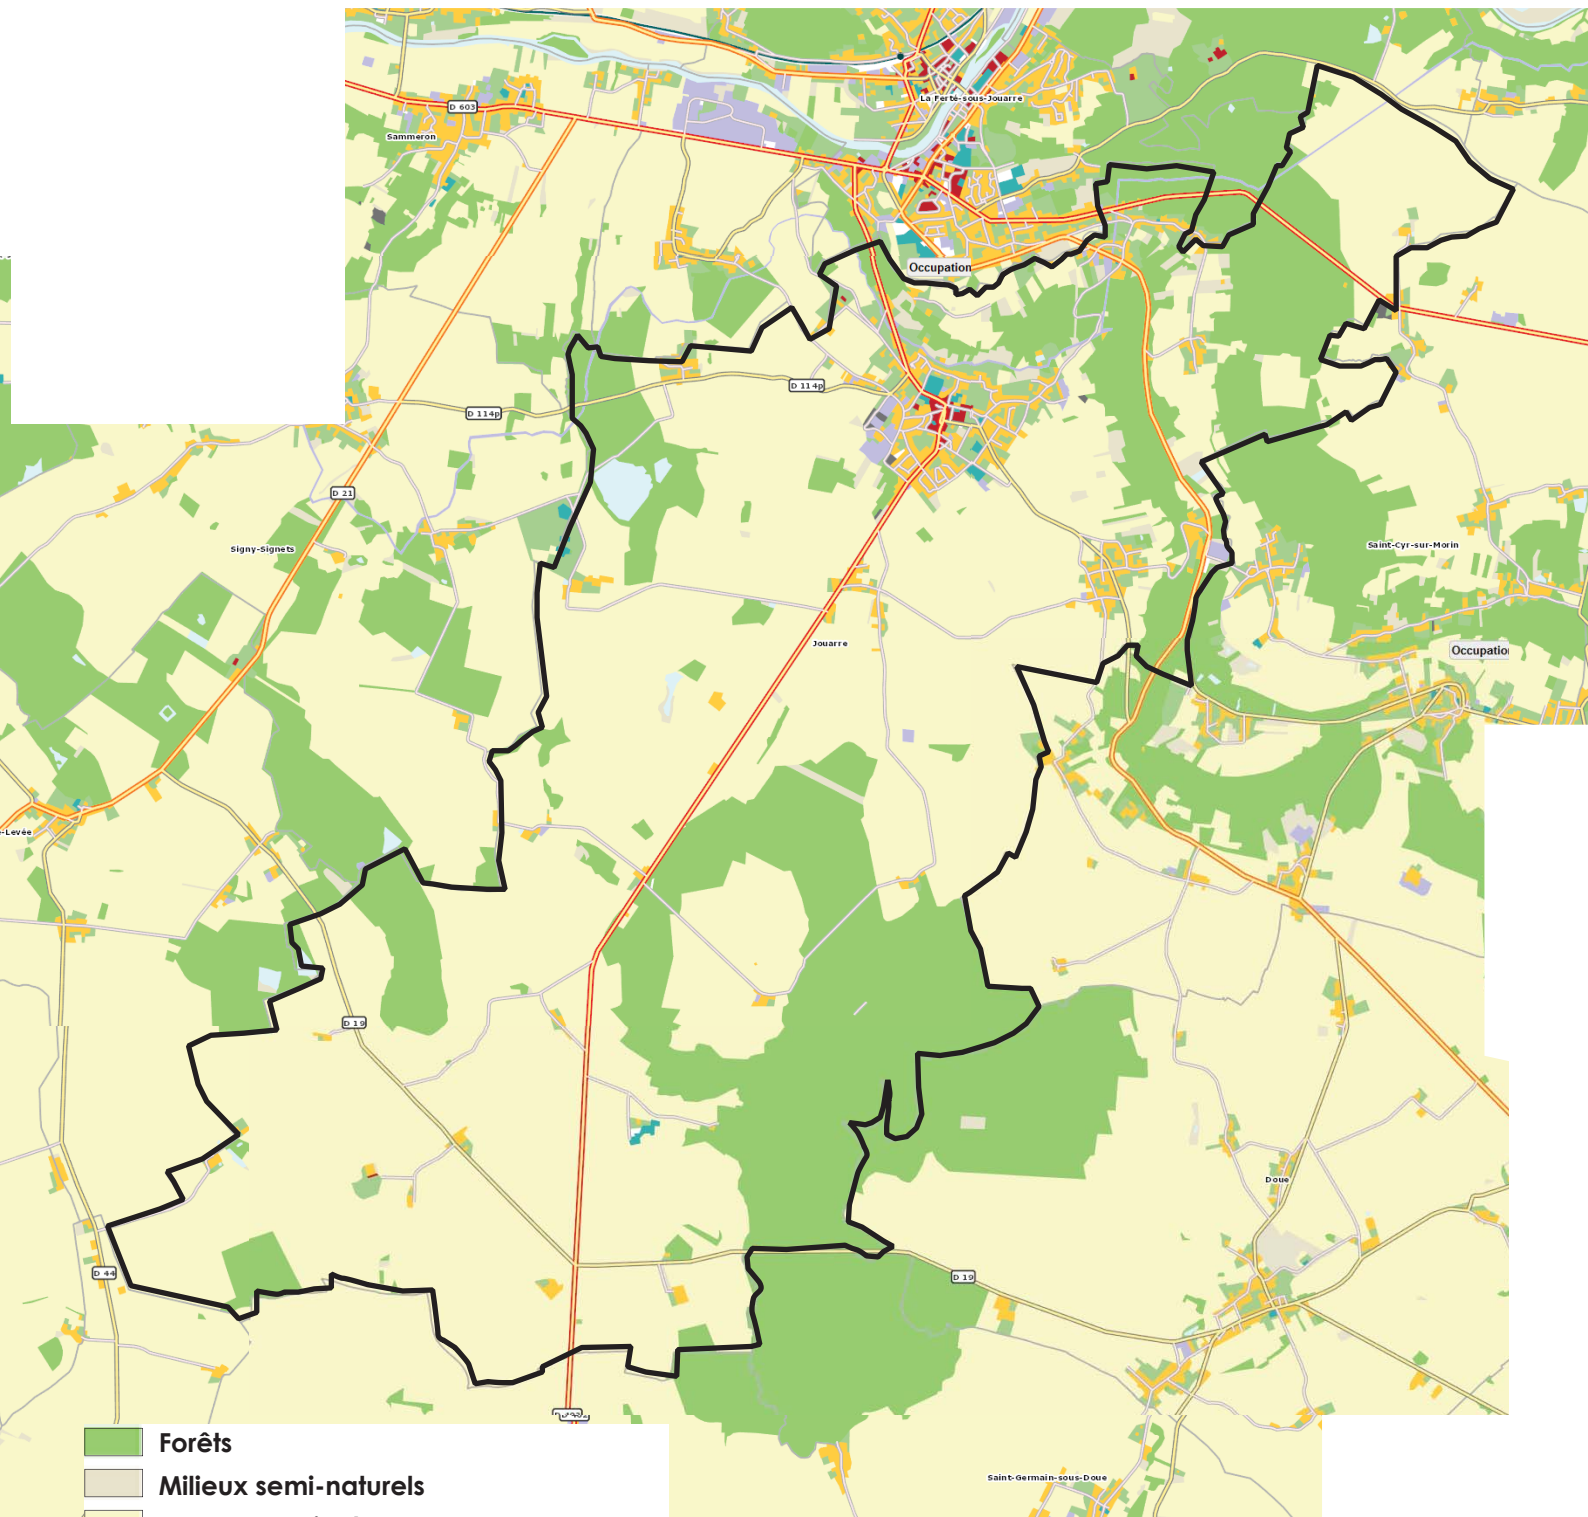 La Ferté-sous-Jouarre
D 603
Sammeron
Occupation
D 114p
D 114p
D 21
Signy-Signets
Saint-Cyr-sur-Morin
Jouarre
Occupatio
-Levée
D 19
Doue
D 44
D 19
Forêts
Saint-Germain-sous-Doue
Milieux semi-naturels